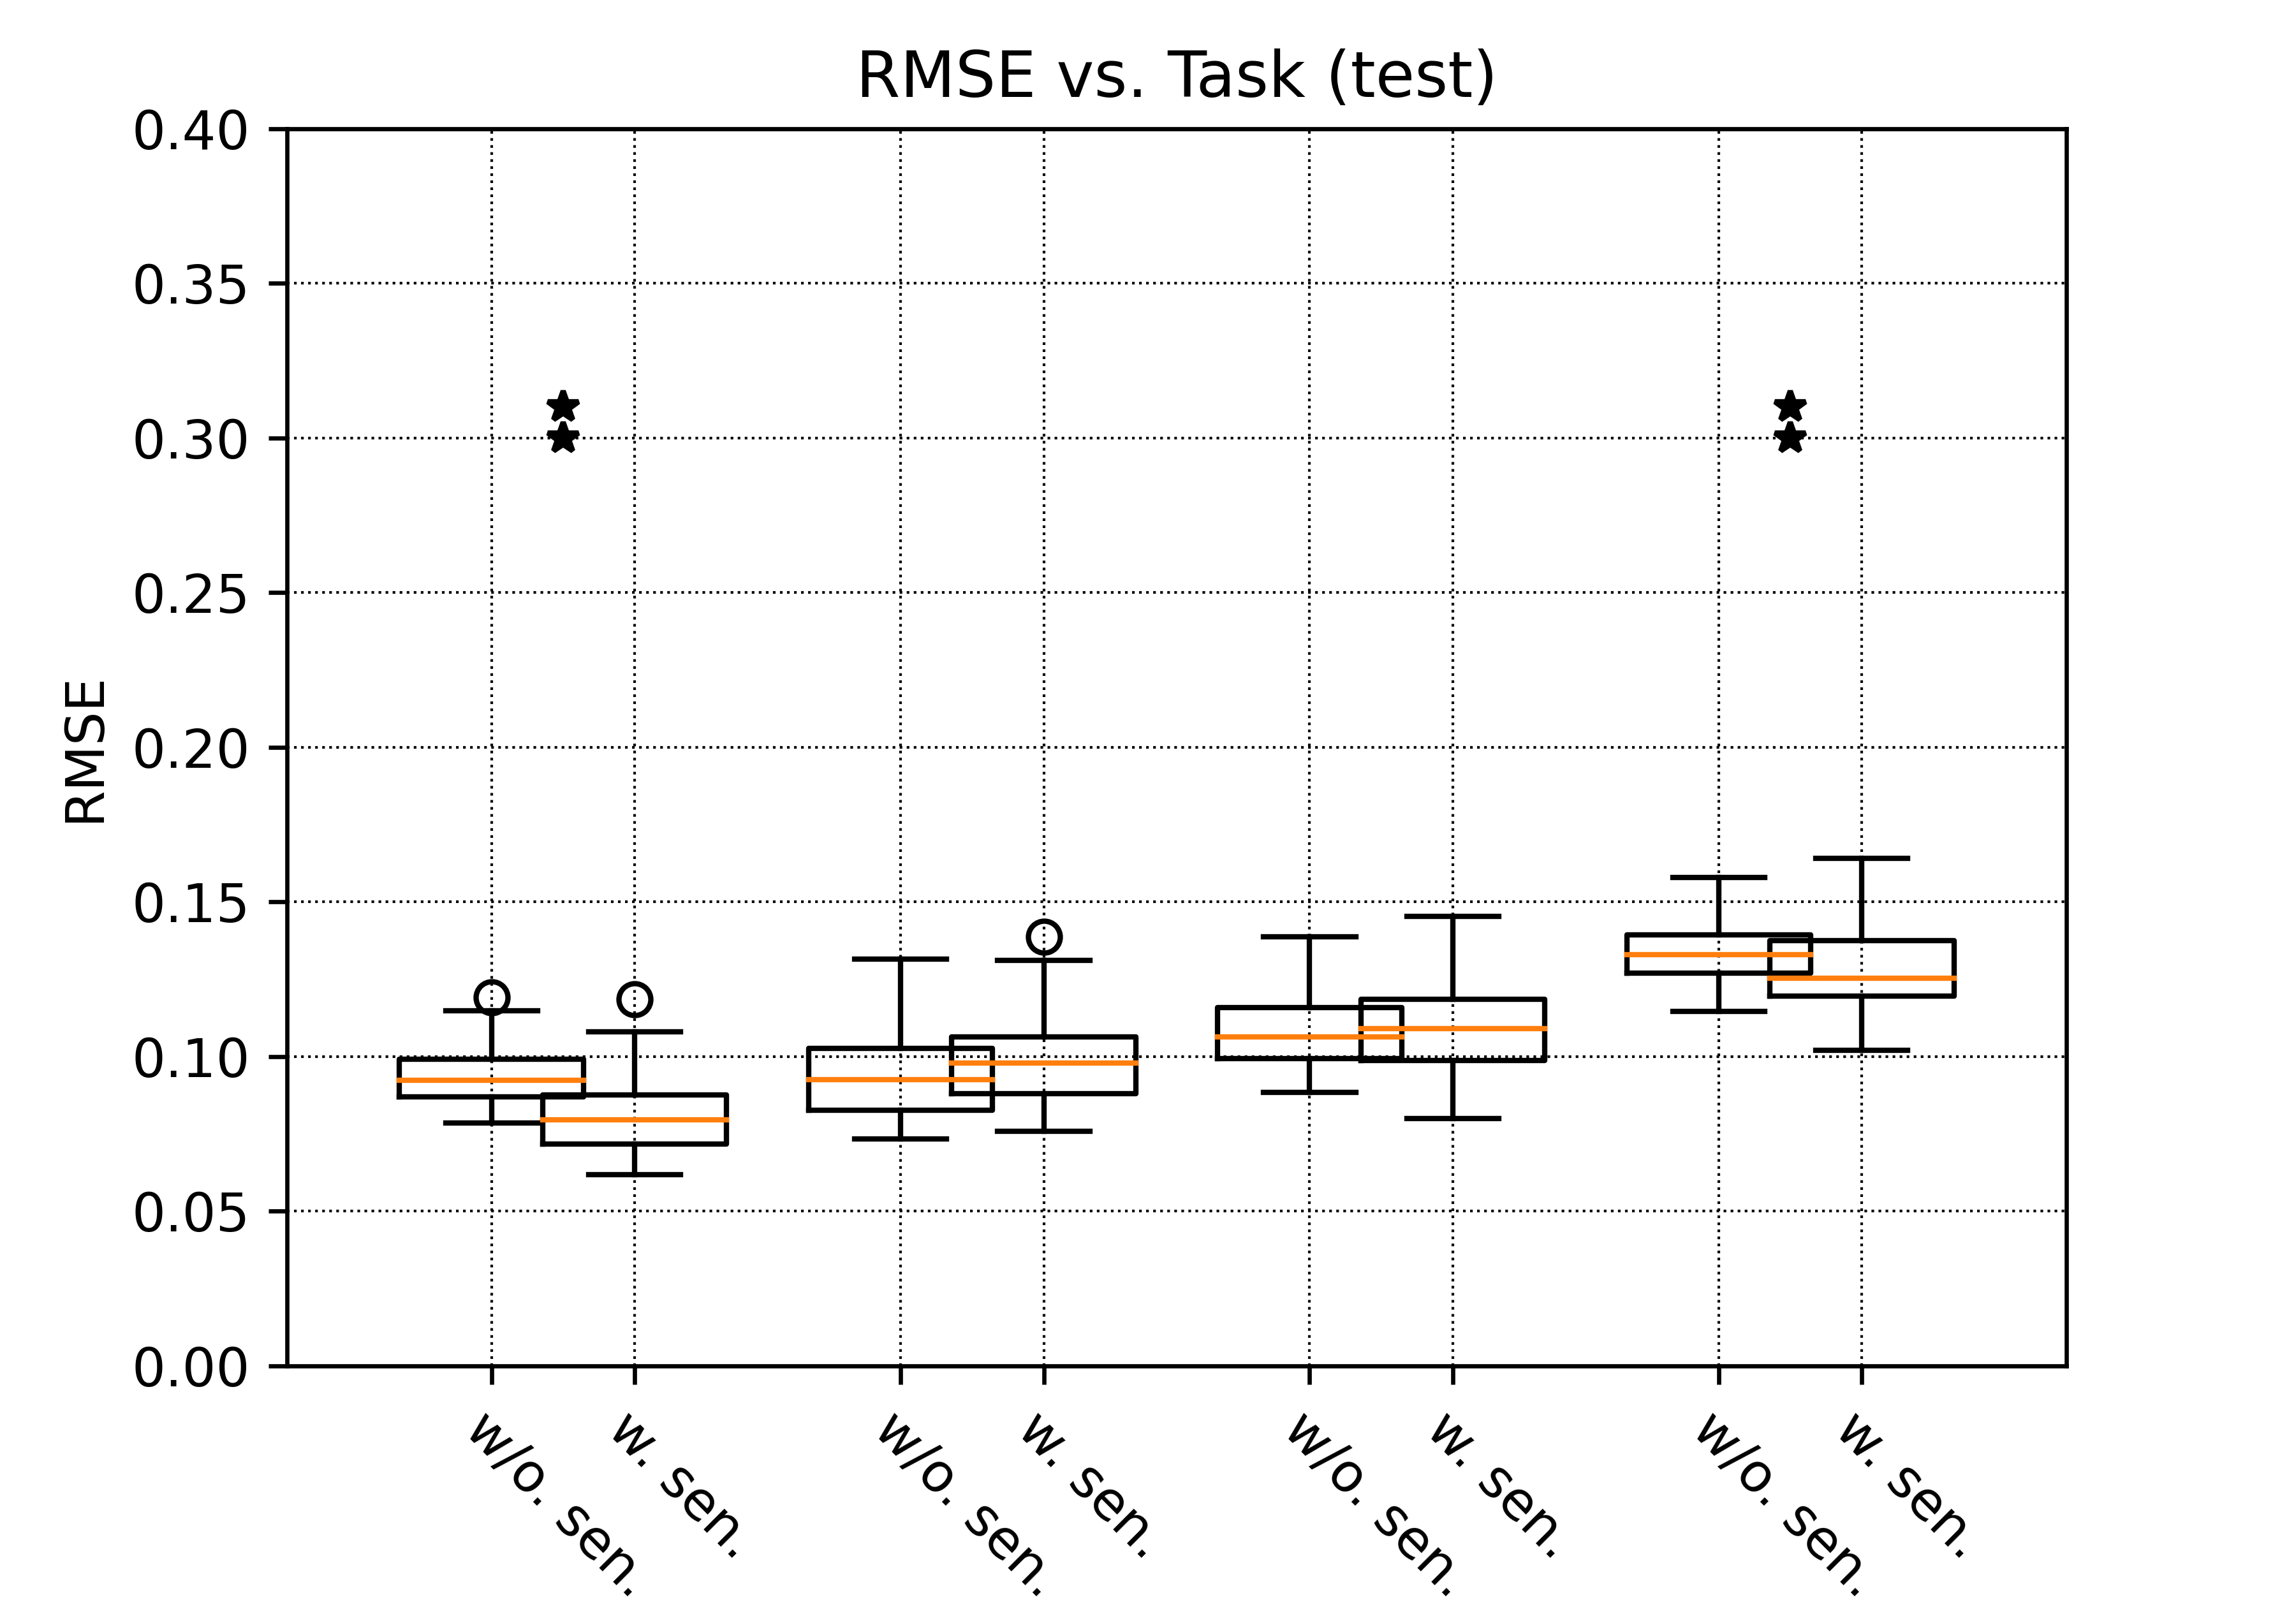 RMSE vs. Task (test)
0.40
0.35
0.30
0.25
0.20
0.15
0.10
0.05
0.00
RMSE
w/o. sen.
w. sen.
w/o. sen.
w. sen.
w/o. sen.
w. sen.
w/o. sen.
w. sen.